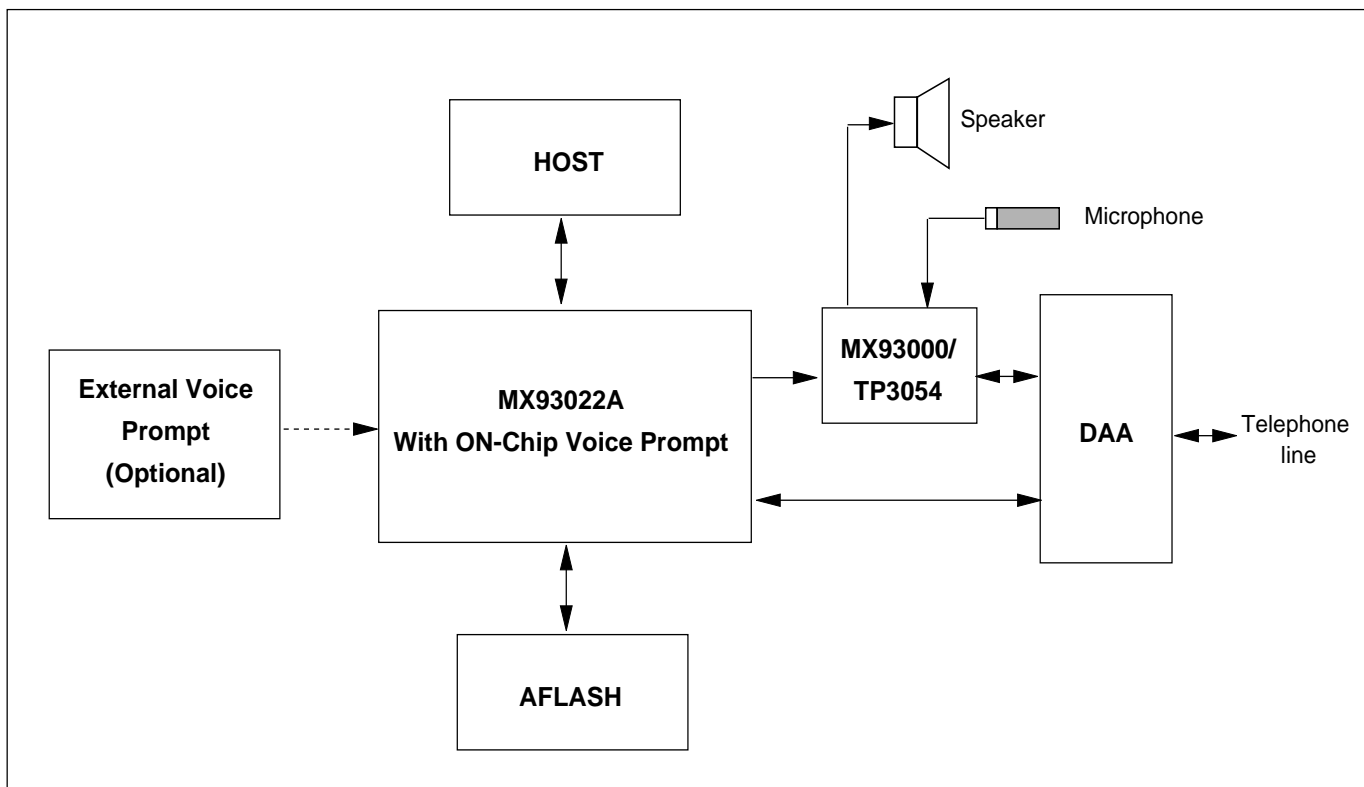 HOST
Speaker
Microphone
External Voice
Prompt
(Optional)
MX93022A
With ON-Chip Voice Prompt
MX93000/
TP3054
DAA
Telephone
line
AFLASH